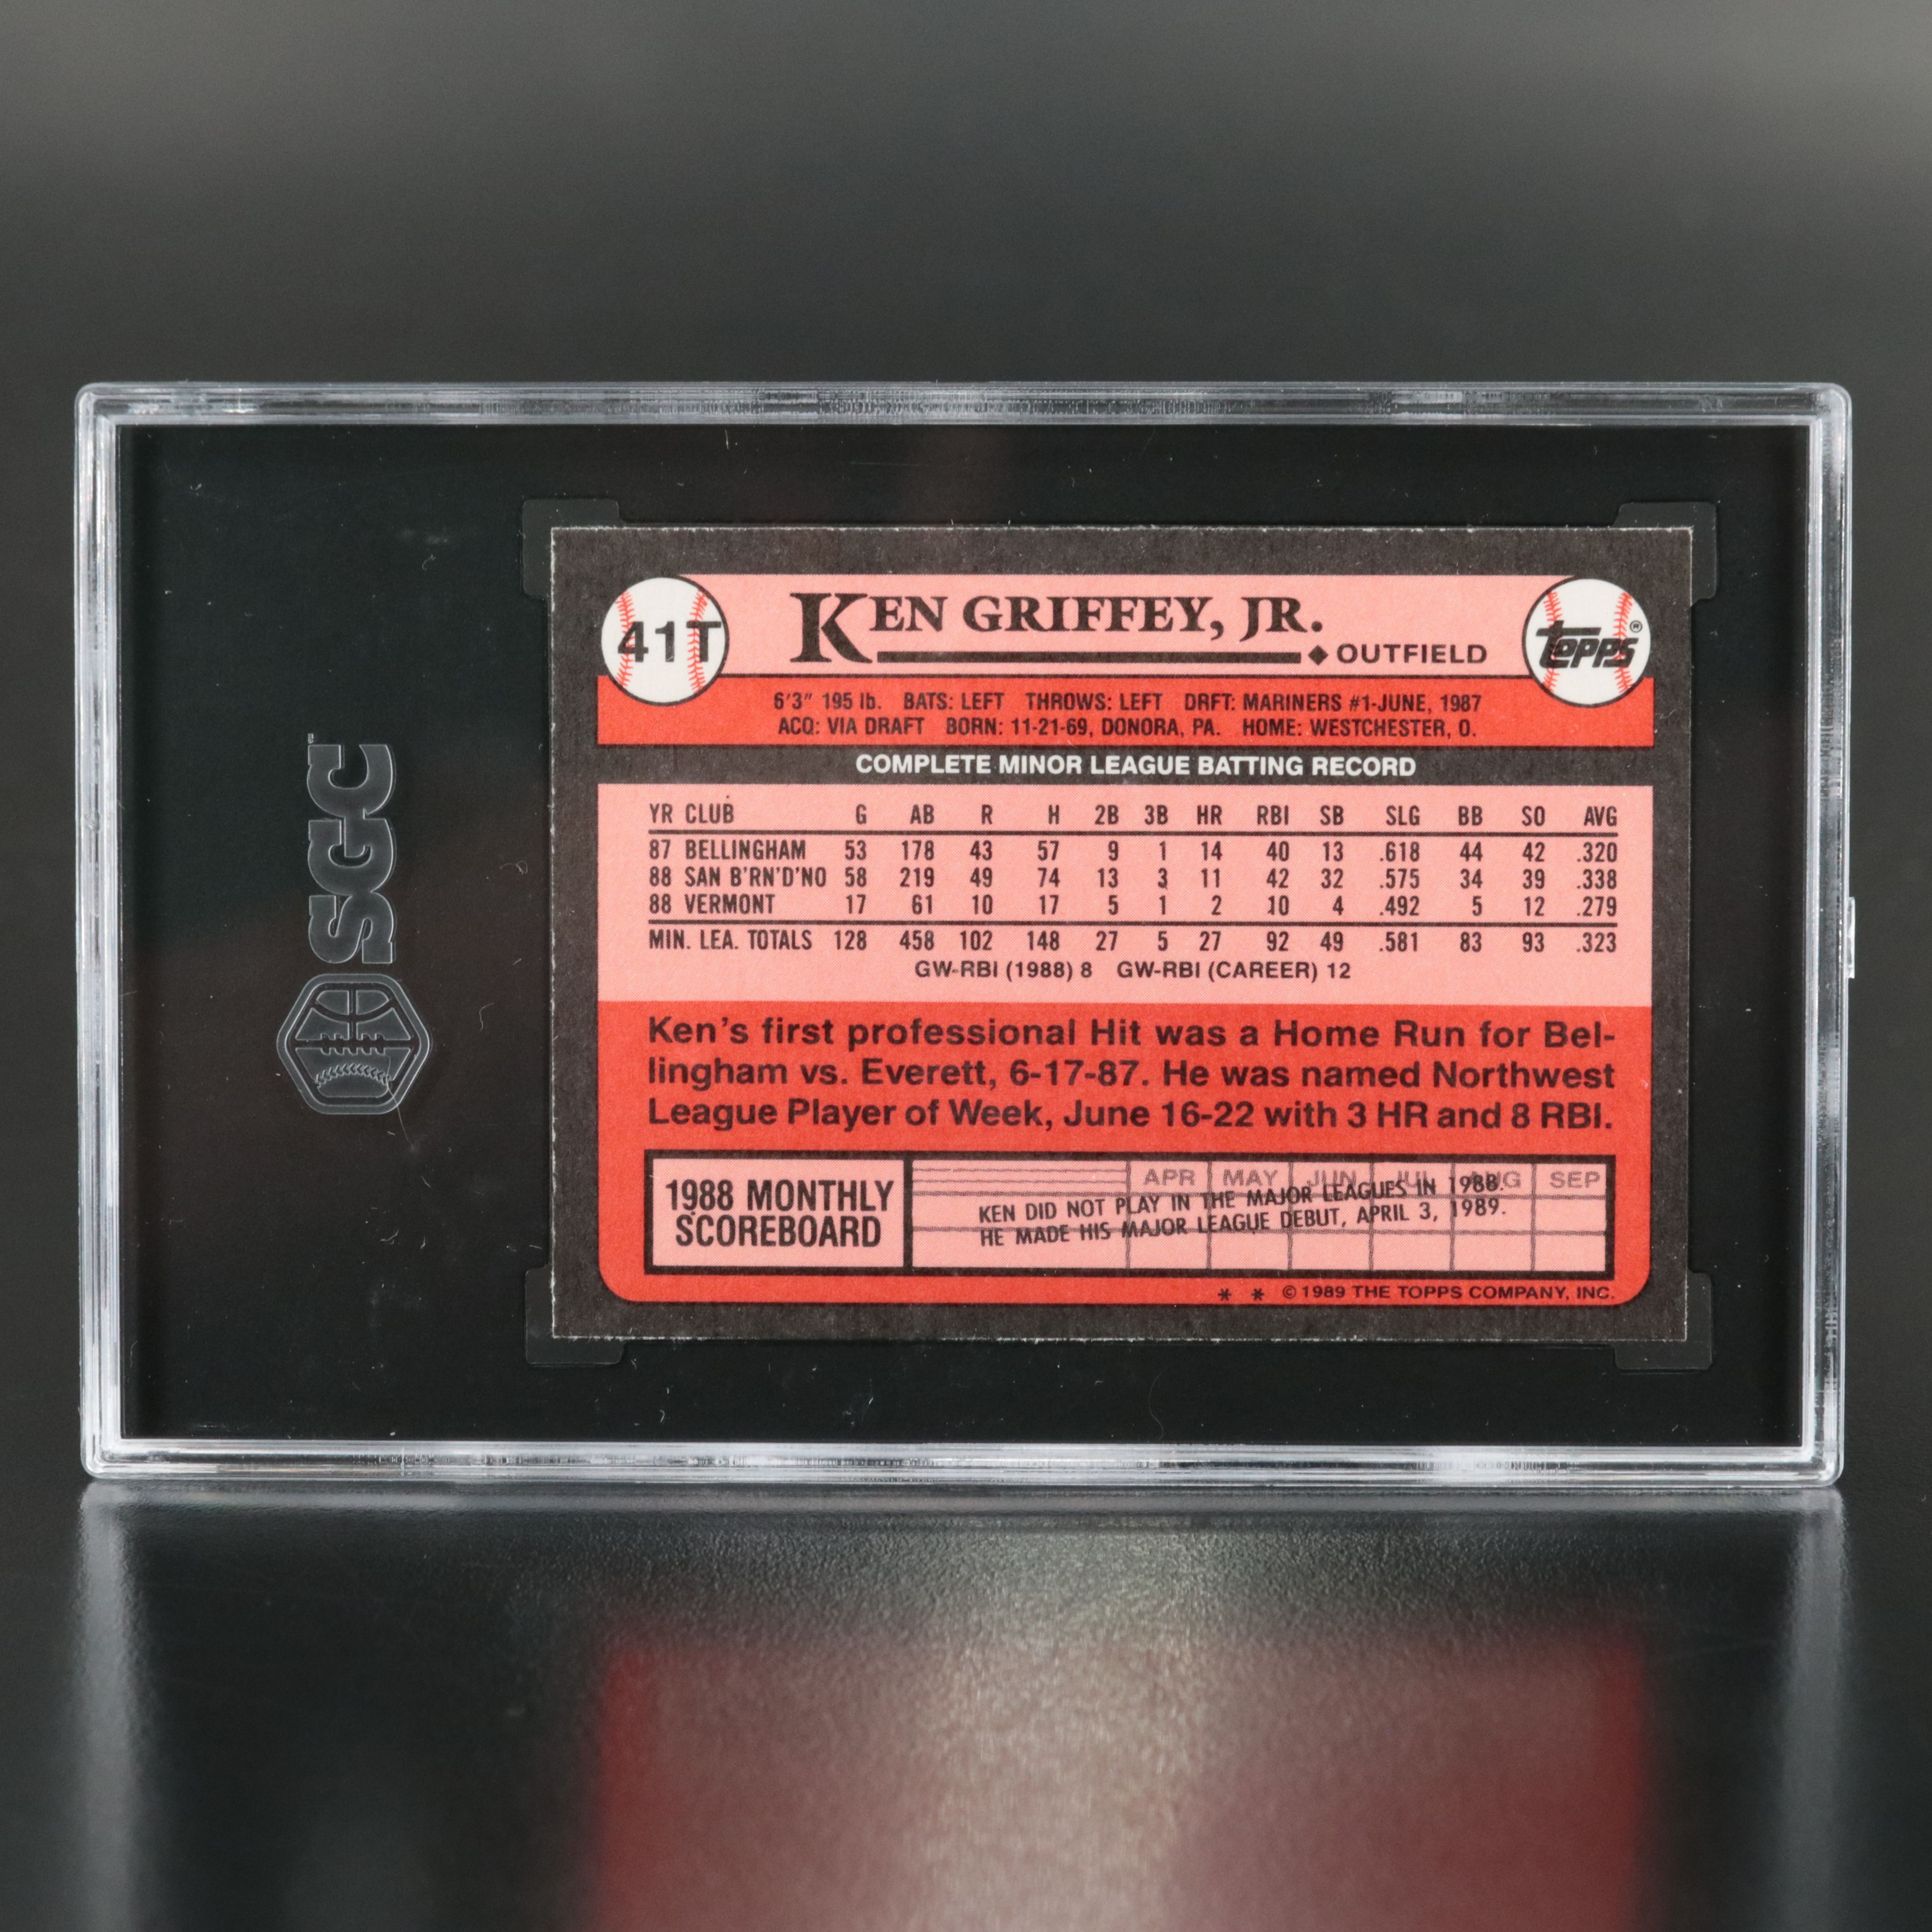 SGC
41T
KEN GRIFFEY, JR.
◆ OUTFIELD
TOPPS®
6'3" 195 lb. BATS: LEFT THROWS: LEFT DRFT: MARINERS #1-JUNE, 1987
ACQ: VIA DRAFT BORN: 11-21-69, DONORA, PA. HOME: WESTCHESTER, O.
COMPLETE MINOR LEAGUE BATTING RECORD
YR CLUB G AB R H 2B 3B HR RBI SB SLG BB SO AVG
87 BELLINGHAM 53 178 43 57 9 1 14 40 13 .618 44 42 .320
88 SAN B'RN'D'NO 58 219 49 74 13 3 11 42 32 .575 34 39 .338
88 VERMONT 17 61 10 17 5 1 2 10 4 .492 5 12 .279
MIN. LEA. TOTALS 128 458 102 148 27 5 27 92 49 .581 83 93 .323
GW-RBI (1988) 8 GW-RBI (CAREER) 12
Ken's first professional Hit was a Home Run for Bel-
lingham vs. Everett, 6-17-87. He was named Northwest
League Player of Week, June 16-22 with 3 HR and 8 RBI.
1988 MONTHLY
SCOREBOARD
APR MAY JUN JUL AUG SEP
KEN DID NOT PLAY IN THE MAJOR LEAGUES IN 1988.
HE MADE HIS MAJOR LEAGUE DEBUT, APRIL 3, 1989.
* * © 1989 THE TOPPS COMPANY, INC.